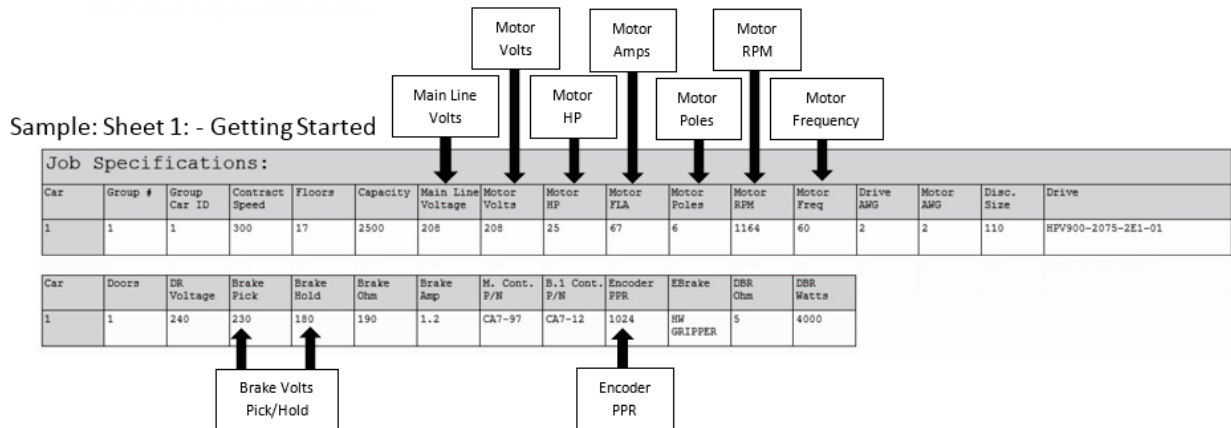 Motor
Volts
Motor
Amps
Motor
RPM
Main Line
Volts
Motor
HP
Motor
Poles
Motor
Frequency
Sample: Sheet 1: - Getting Started
Job Specifications:
Car Group # Group Car ID Contract Speed Floors Capacity Main Line Voltage Motor Volts Motor HP Motor FLA Motor Poles Motor RPM Motor Freq Drive AWG Motor AWG Disc. Size Drive
1 1 1 300 17 2500 208 208 25 67 6 1164 60 2 2 110 HPV900-2075-2E1-01
Car Doors DR Voltage Brake Pick Brake Hold Brake Ohm Brake Amp M. Cont. P/N B.1 Cont. P/N Encoder PPR EBrake DBR Ohm DBR Watts
1 1 240 230 180 190 1.2 CA7-97 CA7-12 1024 HW GRIPPER 5 4000
Brake Volts
Pick/Hold
Encoder
PPR